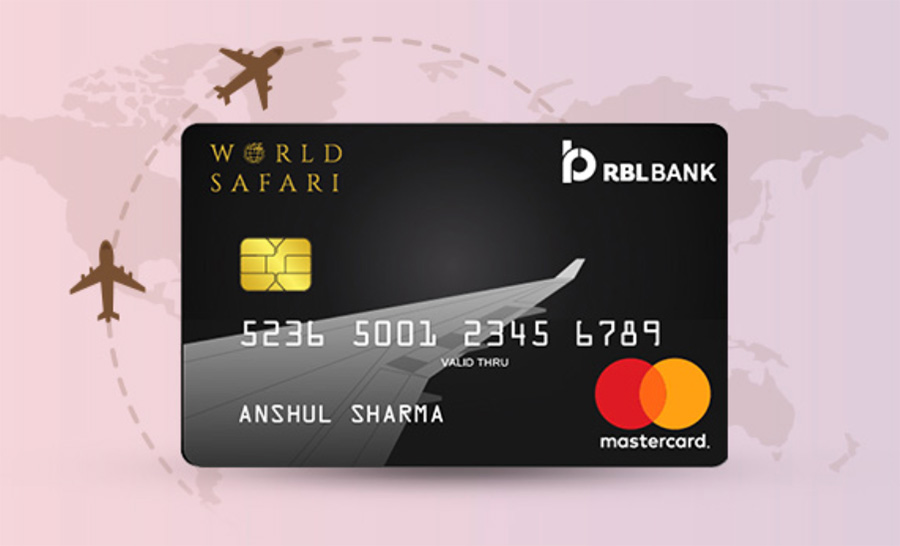 WORLD
SAFARI
RBLBANK
5236 5001 2345 6789
VALID THRU
ANSHUL SHARMA
mastercard.